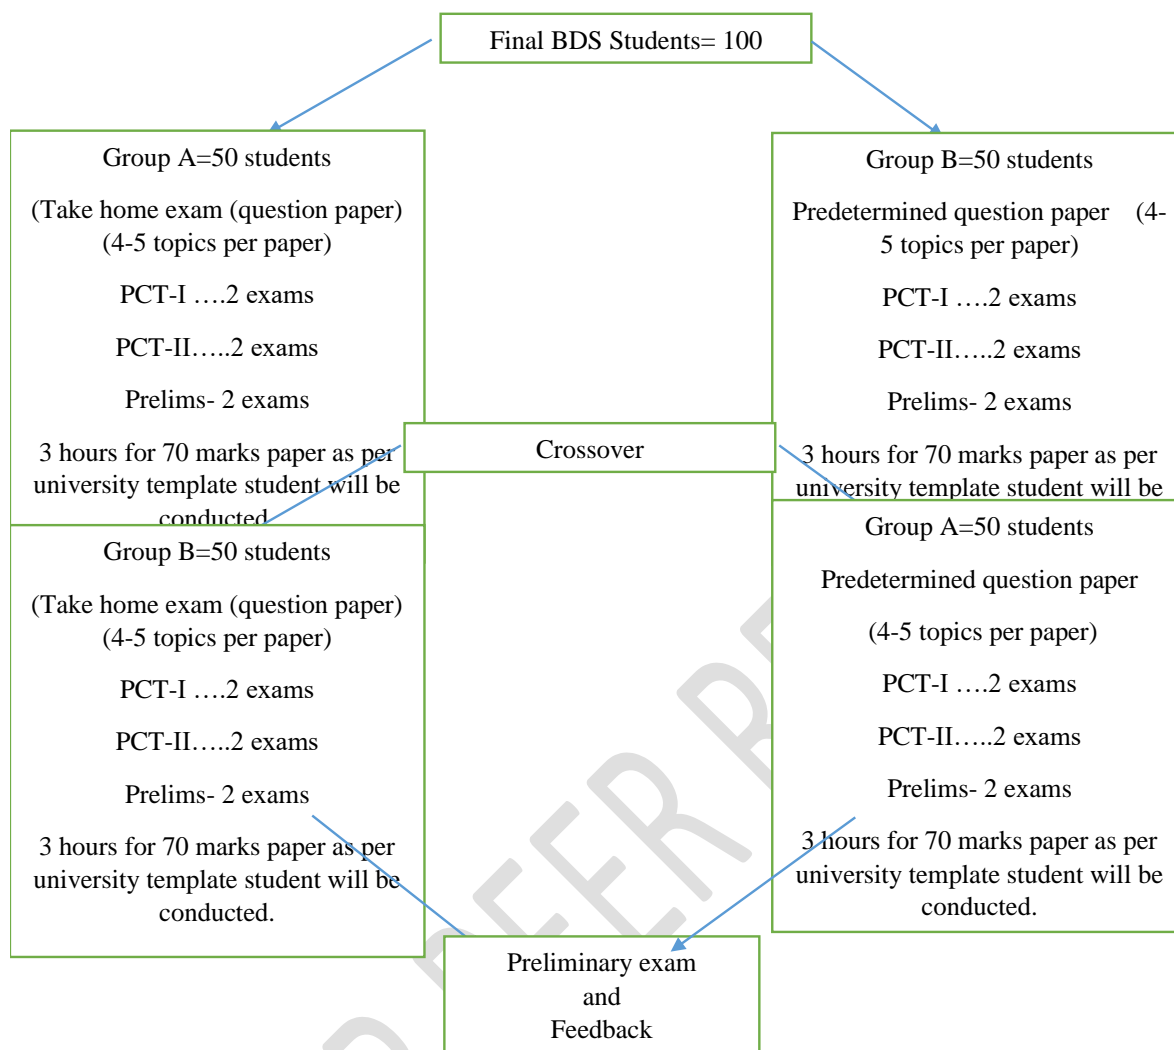 Final BDS Students= 100
Group A=50 students
(Take home exam (question paper)
(4-5 topics per paper)
PCT-I ….2 exams
PCT-II…..2 exams
Prelims- 2 exams
3 hours for 70 marks paper as per
university template student will be
conducted
Group B=50 students
Predetermined question paper (4-
5 topics per paper)
PCT-I ….2 exams
PCT-II…..2 exams
Prelims- 2 exams
3 hours for 70 marks paper as per
university template student will be
Crossover
Group B=50 students
(Take home exam (question paper)
(4-5 topics per paper)
PCT-I ….2 exams
PCT-II…..2 exams
Prelims- 2 exams
3 hours for 70 marks paper as per
university template student will be
conducted.
Group A=50 students
Predetermined question paper
(4-5 topics per paper)
PCT-I ….2 exams
PCT-II…..2 exams
Prelims- 2 exams
3 hours for 70 marks paper as per
university template student will be
conducted.
Preliminary exam
and
Feedback